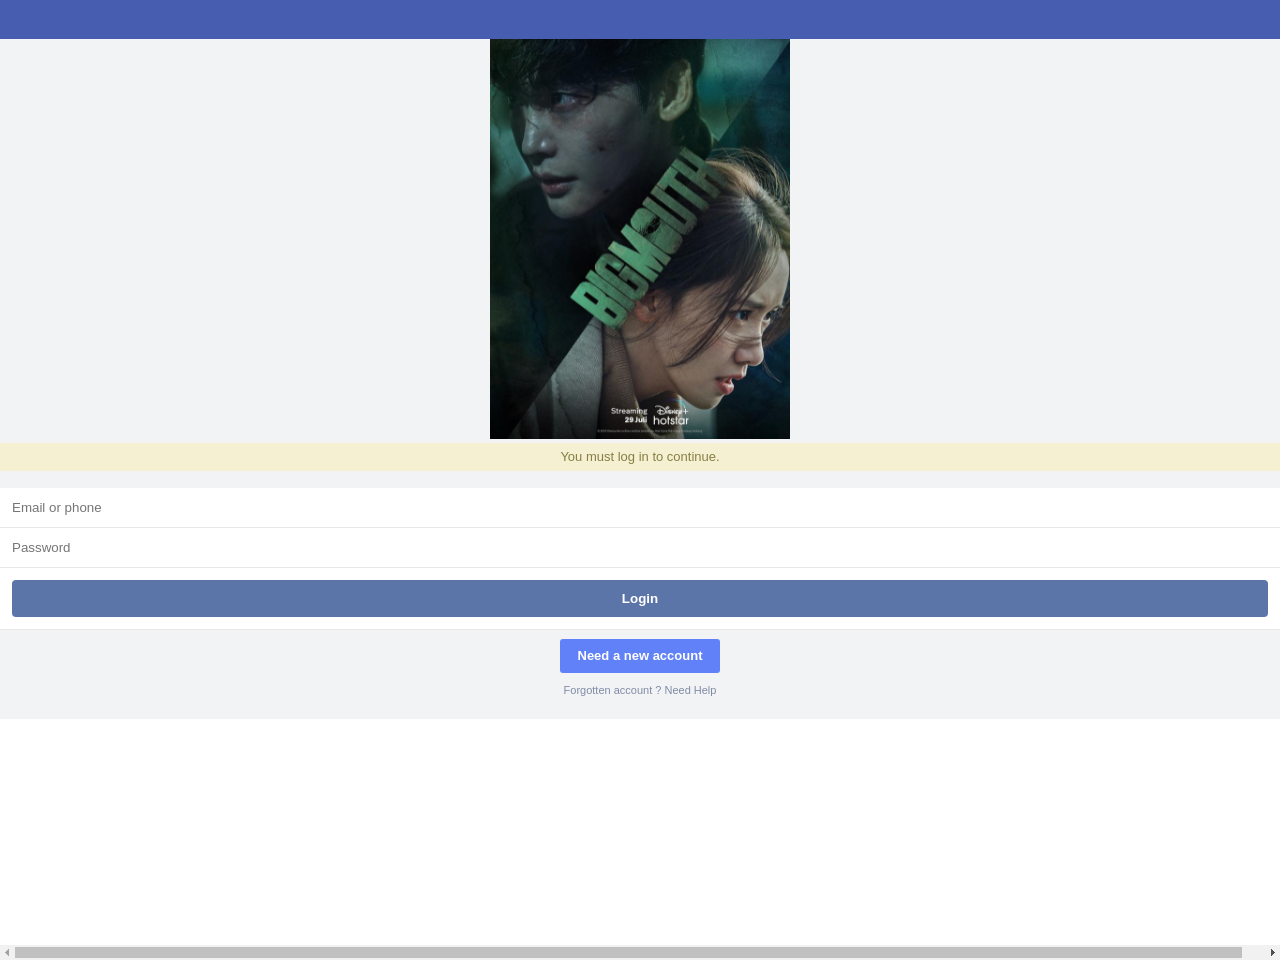 BIGMOUTH
Streaming
29 Juli
Disney+
hotstar
You must log in to continue.
Email or phone
Password
Login
Need a new account
Forgotten account ? Need Help